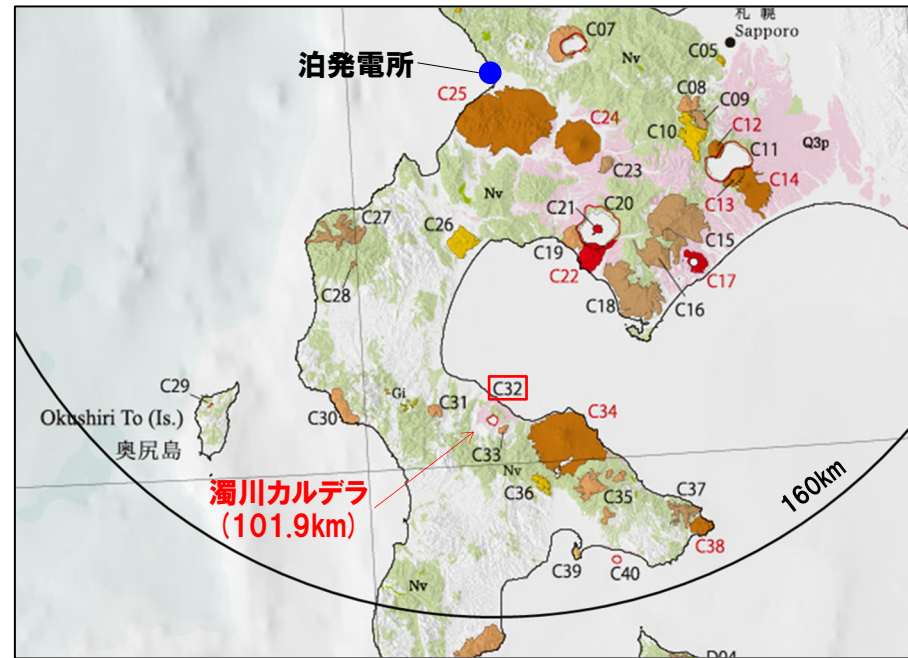 札幌
Sapporo
C07
Nv
C05
泊発電所
C25
C08
C09
C24
C10
C12
C11
Q3p
C23
C14
C13
Nv
C21
C20
C27
C26
C15
C19
C22
C17
C28
C18
C16
C32
C29
Gi
C31
C34
Okushiri To (Is.)
C30
奥尻島
C33
Nv
濁川カルデラ
(101.9km)
C36
C35
C37
160km
C38
C39
C40
Nv
D04